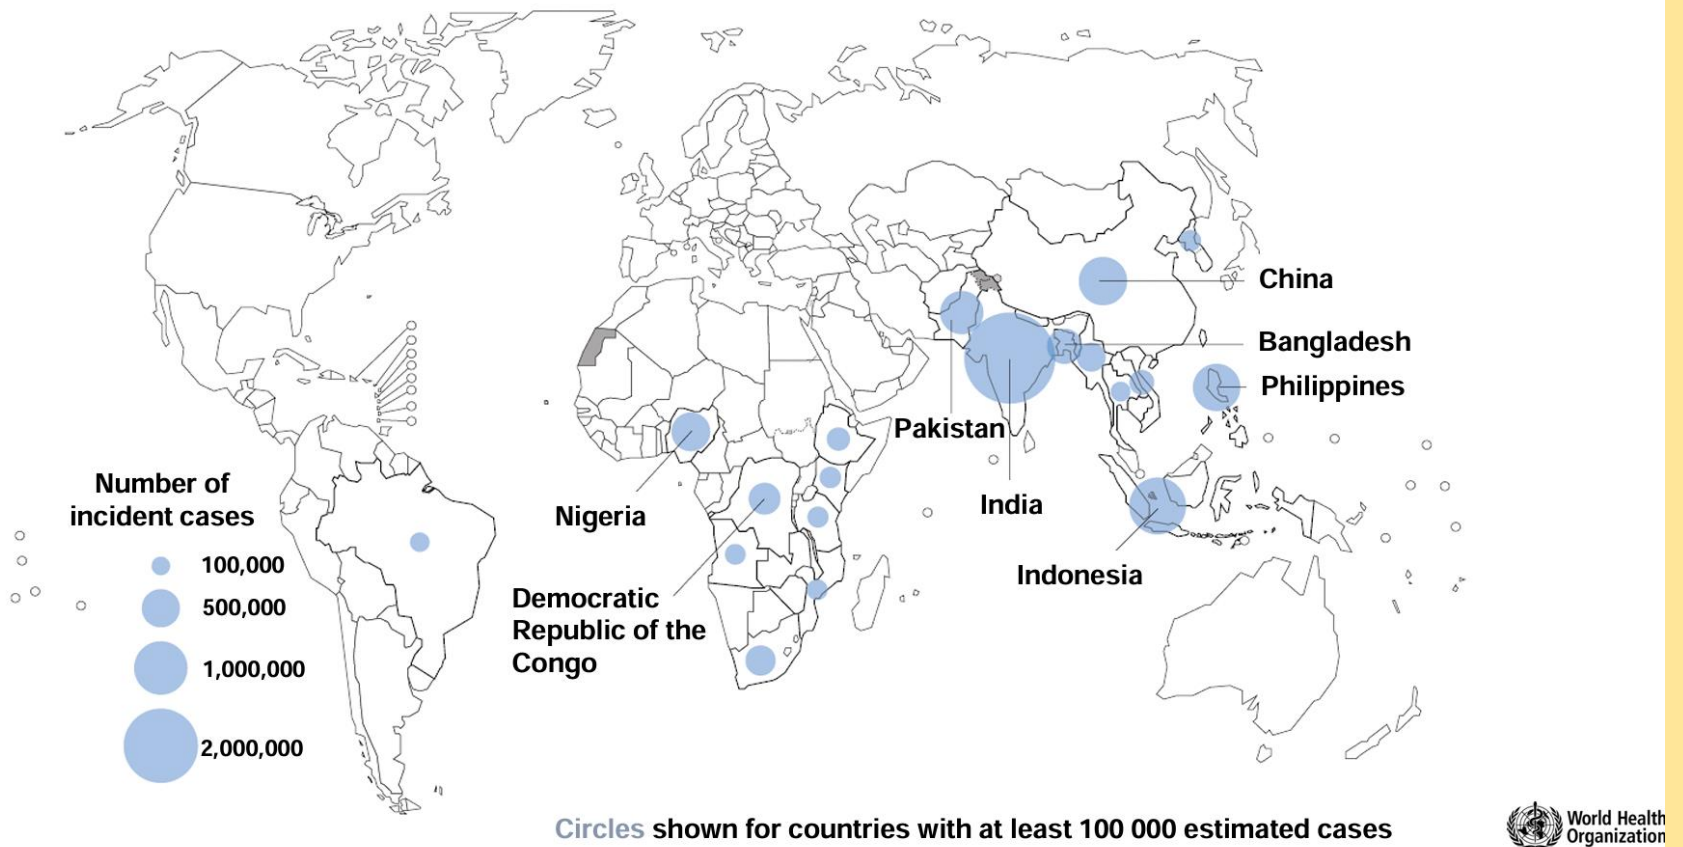 China
Bangladesh
Philippines
Pakistan
India
Indonesia
Nigeria
Democratic
Republic of the
Congo
Number of
incident cases
100,000
500,000
1,000,000
2,000,000
Circles shown for countries with at least 100 000 estimated cases
World Health
Organization